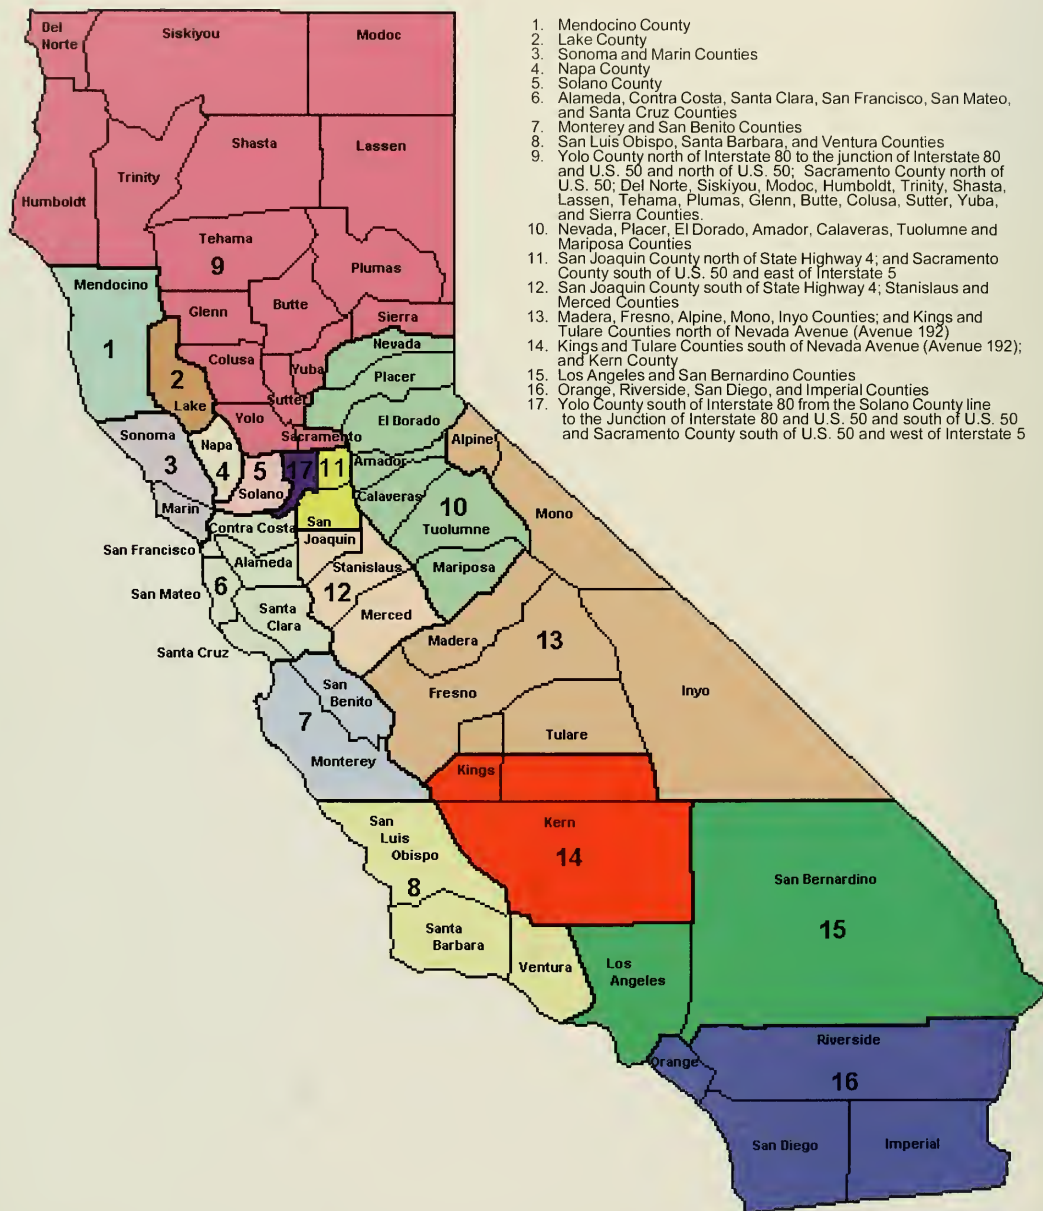 1. Mendocino County
2. Lake County
3. Sonoma and Marin Counties
4. Napa County
5. Solano County
6. Alameda, Contra Costa, Santa Clara, San Francisco, San Mateo,
and Santa Cruz Counties
7. Monterey and San Benito Counties
8. San Luis Obispo, Santa Barbara, and Ventura Counties
9. Yolo County north of Interstate 80 to the junction of Interstate 80
and U.S. 50 and north of U.S. 50; Sacramento County north of
U.S. 50; Del Norte, Siskiyou, Modoc, Humboldt, Trinity, Shasta,
Lassen, Tehama, Plumas, Glenn, Butte, Colusa, Sutter, Yuba,
and Sierra Counties.
10. Nevada, Placer, El Dorado, Amador, Calaveras, Tuolumne and
Mariposa Counties
11. San Joaquin County north of State Highway 4; and Sacramento
County south of U.S. 50 and east of Interstate 5
12. San Joaquin County south of State Highway 4; Stanislaus and
Merced Counties
13. Madera, Fresno, Alpine, Mono, Inyo Counties; and Kings and
Tulare Counties north of Nevada Avenue (Avenue 192)
14. Kings and Tulare Counties south of Nevada Avenue (Avenue 192);
and Kern County
15. Los Angeles and San Bernardino Counties
16. Orange, Riverside, San Diego, and Imperial Counties
17. Yolo County south of Interstate 80 from the Solano County line
to the Junction of Interstate 80 and U.S. 50 and south of U.S. 50
and Sacramento County south of U.S. 50 and west of Interstate 5
Del
Norte
Siskiyou
Modoc
Shasta
Lassen
Trinity
Humboldt
Tehama
9
Plumas
Mendocino
Butte
Glenn
Sierra
1
Nevada
Colusa
Yuba
Placer
2
Lake
Sutter
Yolo
El Dorado
Sonoma
Sacramento
Napa
Alpine
3
4
5
17
11
Amador
Solano
Calaveras
Marin
10
Mono
San
Joaquin
Contra Costa
Tuolumne
San Francisco
Alameda
Stanislaus
Mariposa
6
12
San Mateo
Santa
Clara
Merced
13
Madera
Santa Cruz
San
Benito
Fresno
Inyo
7
Tulare
Monterey
Kings
San
Luis
Obispo
Kern
14
8
San Bernardino
15
Santa
Barbara
Ventura
Los
Angeles
Riverside
Orange
16
San Diego
Imperial